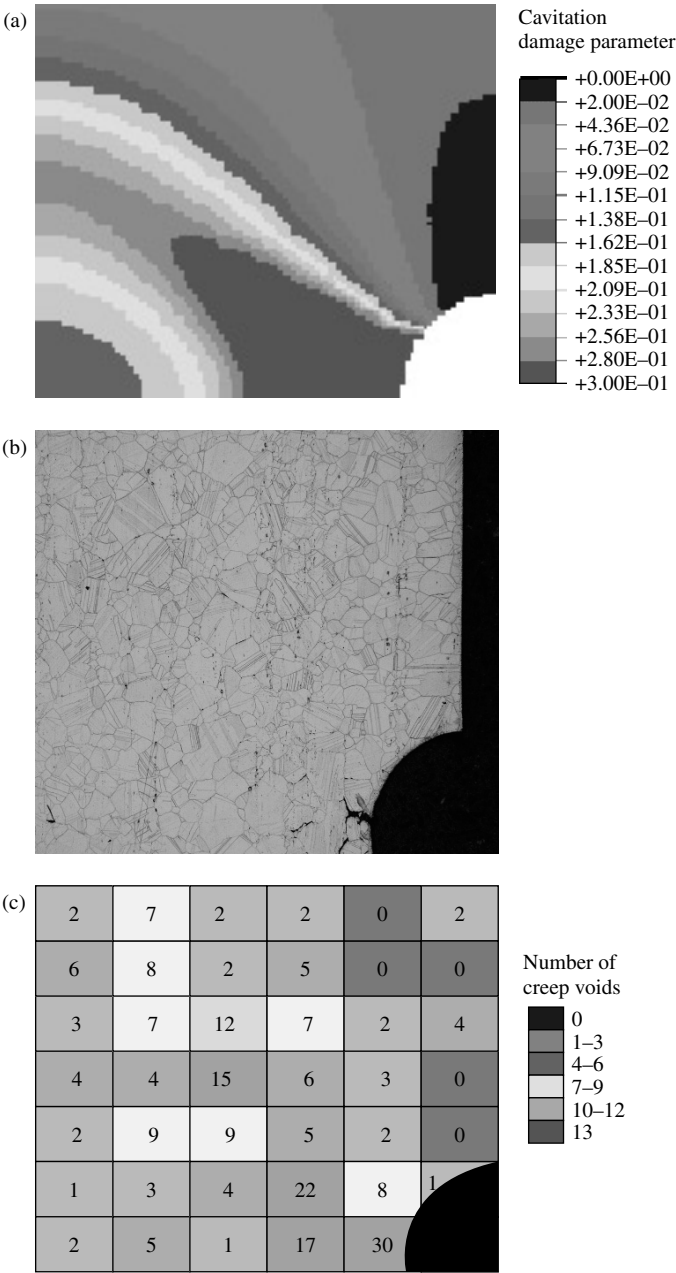 (a)
Cavitation
damage parameter
+0.00E+00
+2.00E–02
+4.36E–02
+6.73E–02
+9.09E–02
+1.15E–01
+1.38E–01
+1.62E–01
+1.85E–01
+2.09E–01
+2.33E–01
+2.56E–01
+2.80E–01
+3.00E–01
(b)
(c)
2 7 2 2 0 2
6 8 2 5 0 0
3 7 12 7 2 4
4 4 15 6 3 0
2 9 9 5 2 0
1 3 4 22 8 1
2 5 1 17 30
Number of
creep voids
0
1–3
4–6
7–9
10–12
13